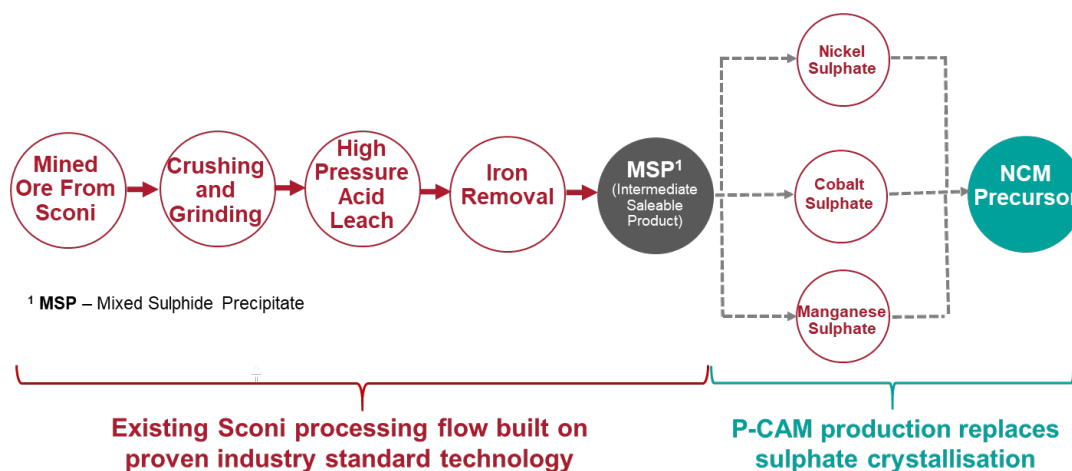 Mined
Ore From
Sconi
Crushing
and
Grinding
High
Pressure
Acid
Leach
Iron
Removal
MSP¹
(Intermediate
Saleable
Product)
Nickel
Sulphate
Cobalt
Sulphate
Manganese
Sulphate
NCM
Precursor
¹ MSP – Mixed Sulphide Precipitate
Existing Sconi processing flow built on
proven industry standard technology
P-CAM production replaces
sulphate crystallisation